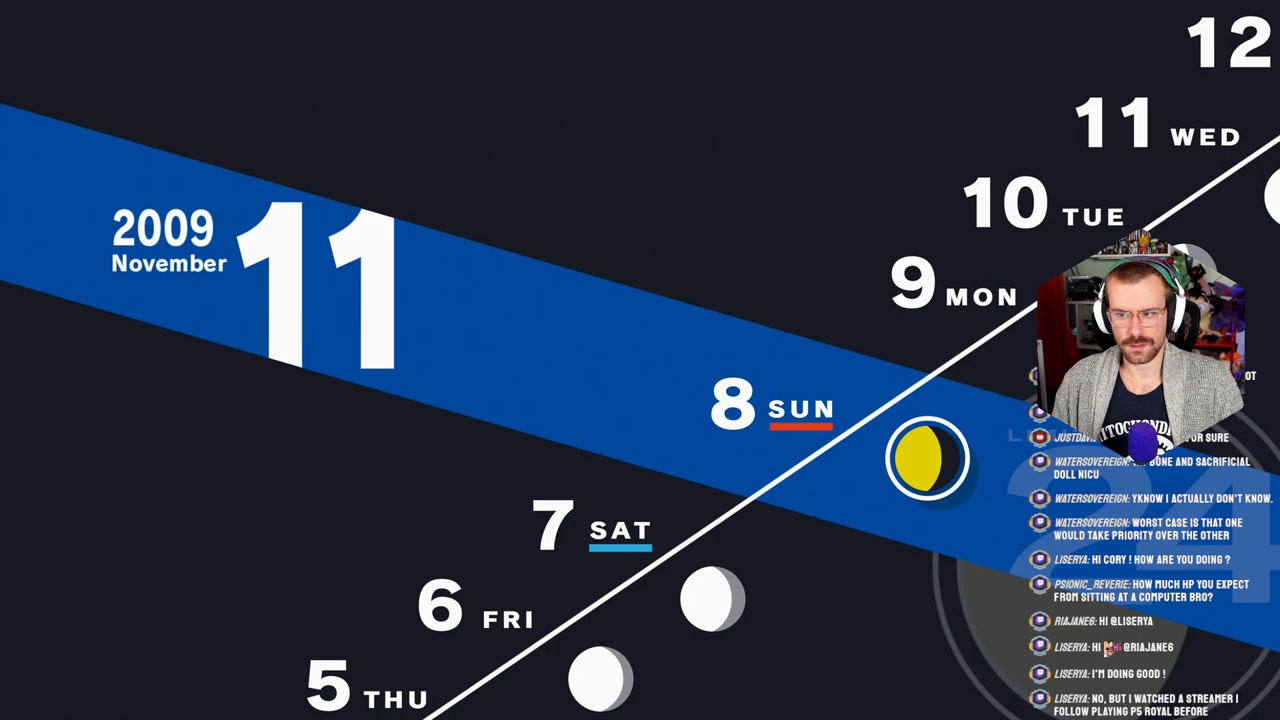 12
11 WED
10 TUE
9 MON
2009
November
11
8 SUN
7 SAT
6 FRI
5 THU
24
OT
FOR SURE
WATERSOVEREIGN: BONE AND SACRIFICIAL
DOLL NICU
WATERSOVEREIGN: YKNOW I ACTUALLY DON'T KNOW.
WATERSOVEREIGN: WORST CASE IS THAT ONE
WOULD TAKE PRIORITY OVER THE OTHER
LISERYA: HI CORY ! HOW ARE YOU DOING ?
PSIONIC_REVERIE: HOW MUCH HP YOU EXPECT
FROM SITTING AT A COMPUTER BRO?
RIAJANE6: HI @LISERYA
LISERYA: HI @RIAJANE6
LISERYA: I'M DOING GOOD !
LISERYA: NO, BUT I WATCHED A STREAMER I
FOLLOW PLAYING P5 ROYAL BEFORE